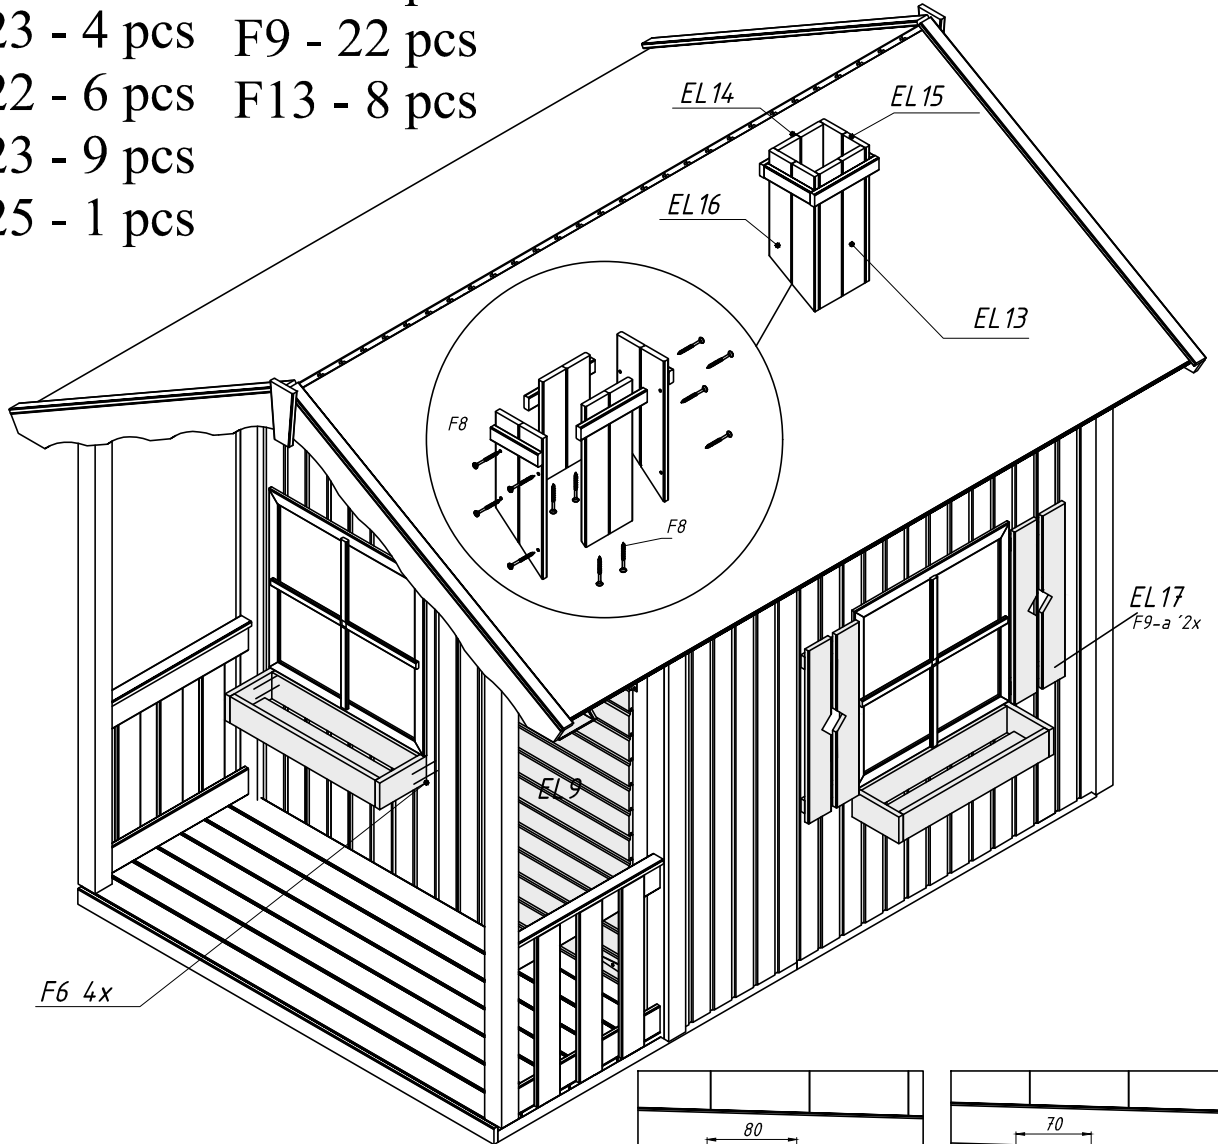 23 - 4 pcs
22 - 6 pcs
23 - 9 pcs
25 - 1 pcs
F9 - 22 pcs
F13 - 8 pcs
EL14
EL15
EL16
EL13
F8
F8
EL17
F9-a ´2x
EL9
F6 4x
80
70